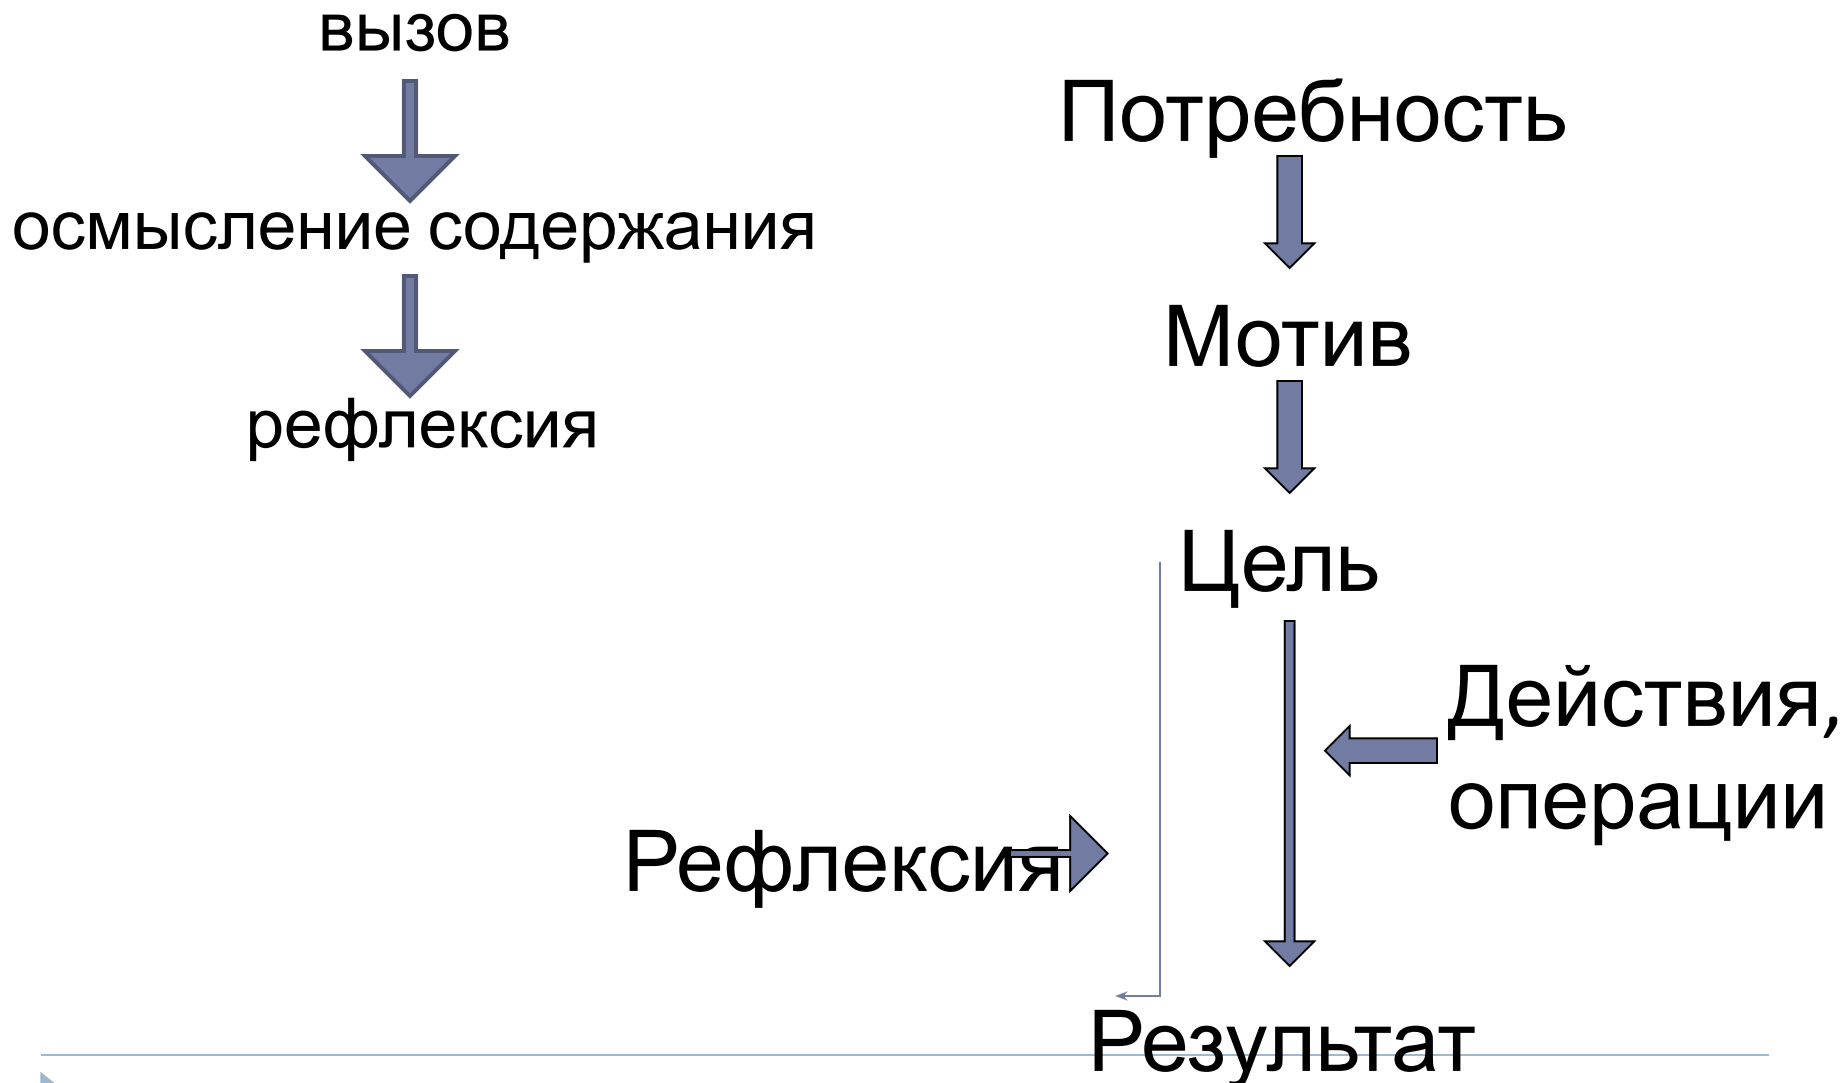 вызов
осмысление содержания
рефлексия
Потребность
Мотив
Цель
Действия,
операции
Рефлексия
Результат